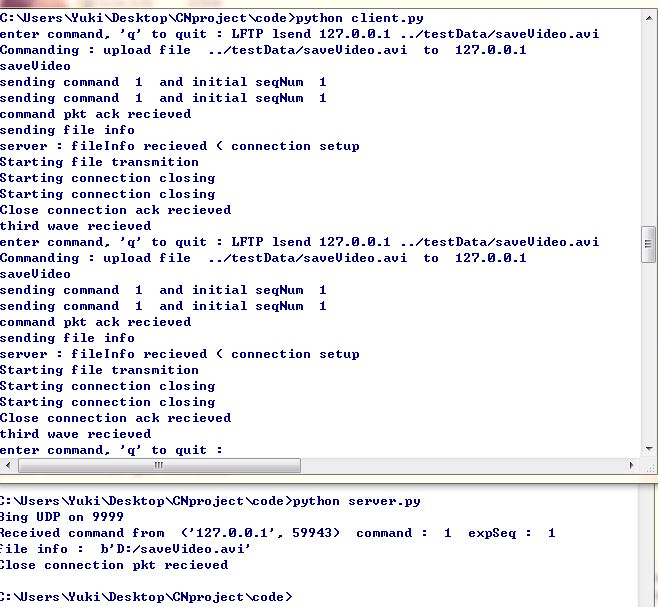 C:\Users\Yuki\Desktop\CNproject\code>python client.py
enter command, 'q' to quit : LFTP lsend 127.0.0.1 ../testData/saveVideo.avi
Commanding : upload file  ../testData/saveVideo.avi  to  127.0.0.1
saveVideo
sending command  1  and initial seqNum  1
sending command  1  and initial seqNum  1
command pkt ack recieved
sending file info
server : fileInfo recieved ( connection setup
Starting file transmition
Starting connection closing
Starting connection closing
Close connection ack recieved
third wave recieved
enter command, 'q' to quit : LFTP lsend 127.0.0.1 ../testData/saveVideo.avi
Commanding : upload file  ../testData/saveVideo.avi  to  127.0.0.1
saveVideo
sending command  1  and initial seqNum  1
sending command  1  and initial seqNum  1
command pkt ack recieved
sending file info
server : fileInfo recieved ( connection setup
Starting file transmition
Starting connection closing
Starting connection closing
Close connection ack recieved
third wave recieved
enter command, 'q' to quit :
C:\Users\Yuki\Desktop\CNproject\code>python server.py
Bing UDP on 9999
Received command from  ('127.0.0.1', 59943)  command :  1  expSeq :  1
file info :  b'D:/saveVideo.avi'
Close connection pkt recieved
C:\Users\Yuki\Desktop\CNproject\code>